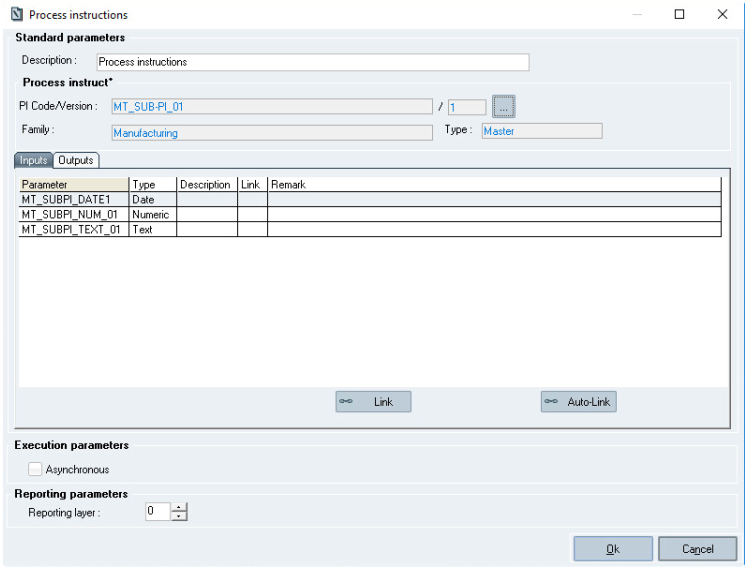 Process instructions
Standard parameters
Description : Process instructions
Process instruct*
PI Code/Version : MT_SUB-PI_01 / 1 ...
Family : Manufacturing Type : Master
Inputs Outputs
Parameter Type Description Link Remark
MT_SUBPI_DATE1 Date
MT_SUBPI_NUM_01 Numeric
MT_SUBPI_TEXT_01 Text
Link Auto-Link
Execution parameters
Asynchronous
Reporting parameters
Reporting layer : 0
Ok Cancel